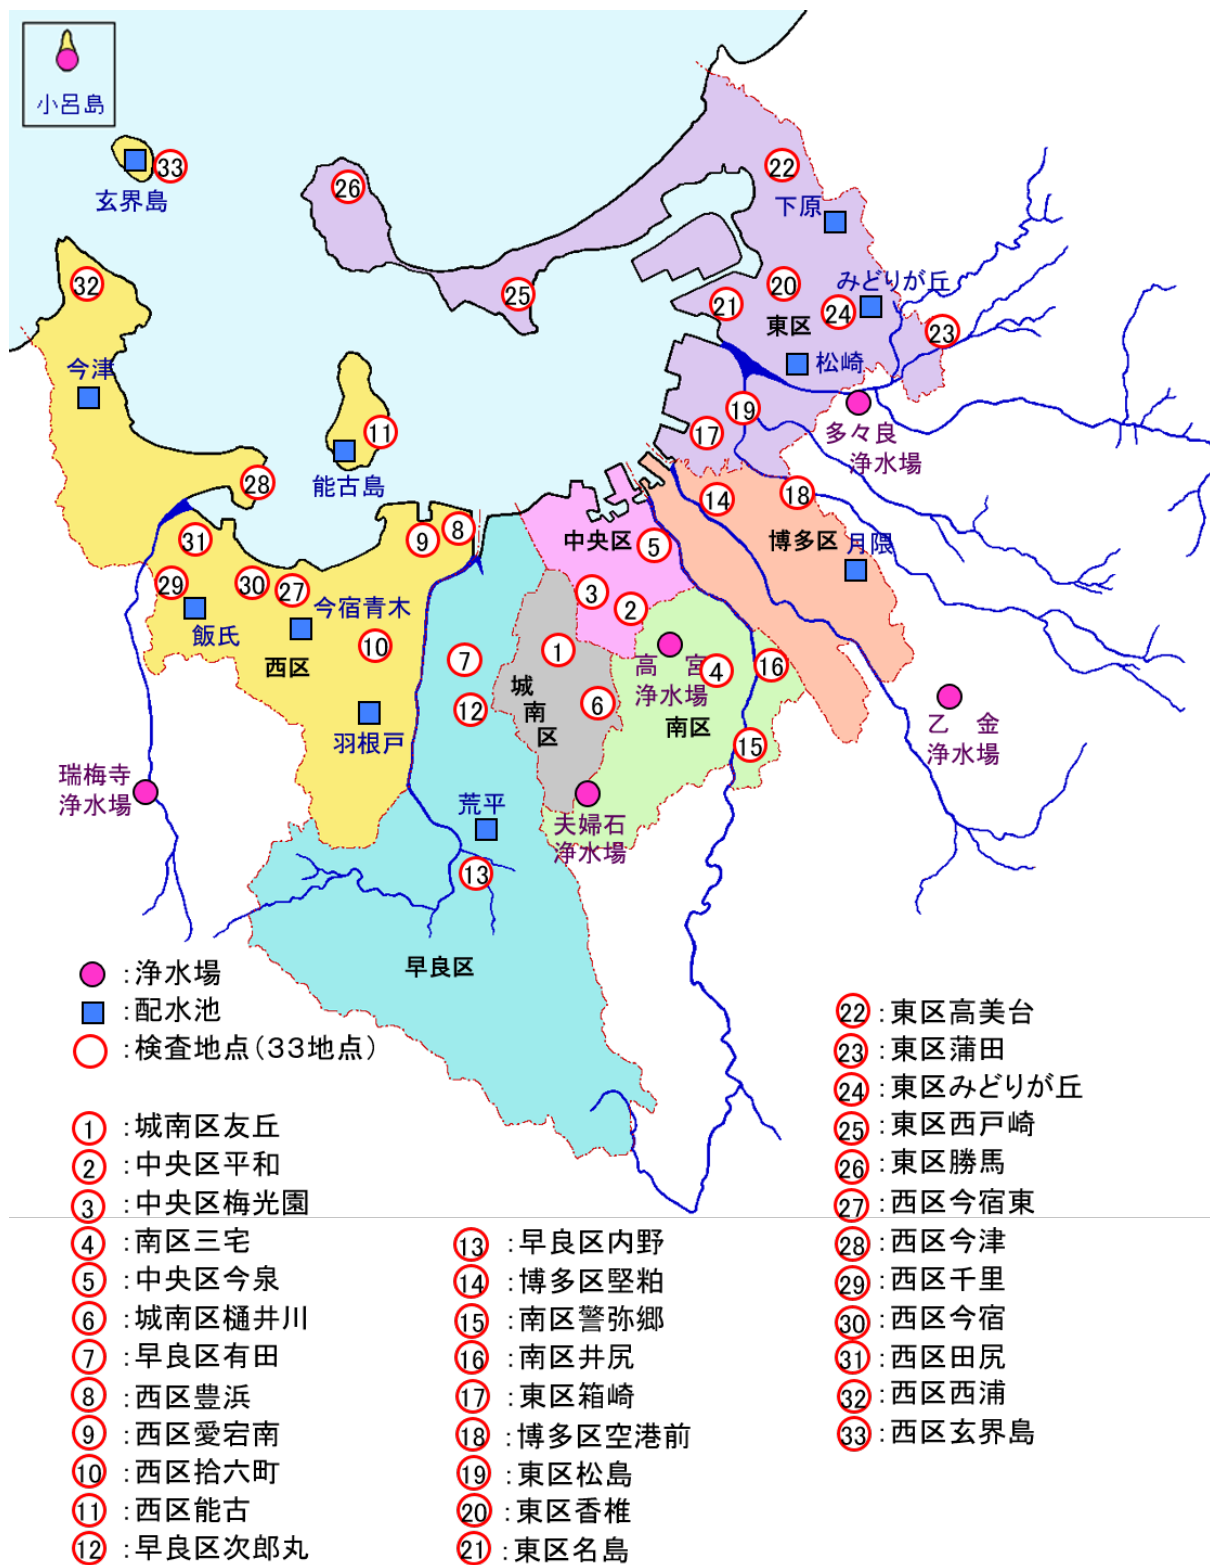 小呂島
33
玄界島
26
22
下原
32
25
21
20
みどりが丘
24
23
東区
今津
松崎
11
19
17
多々良
浄水場
能古島
28
14
18
31
9
8
中央区
5
博多区
月隈
29
30
27
3
2
飯氏
今宿青木
西区
10
7
1
高宮
浄水場
4
16
城南区
12
6
南区
羽根戸
15
乙金
浄水場
瑞梅寺
浄水場
荒平
夫婦石
浄水場
13
早良区
:浄水場
:配水池
:検査地点(33地点)
1:城南区友丘
2:中央区平和
3:中央区梅光園
4:南区三宅
5:中央区今泉
6:城南区樋井川
7:早良区有田
8:西区豊浜
9:西区愛宕南
10:西区拾六町
11:西区能古
12:早良区次郎丸
13:早良区内野
14:博多区堅粕
15:南区警弥郷
16:南区井尻
17:東区箱崎
18:博多区空港前
19:東区松島
20:東区香椎
21:東区名島
22:東区高美台
23:東区蒲田
24:東区みどりが丘
25:東区西戸崎
26:東区勝馬
27:西区今宿東
28:西区今津
29:西区千里
30:西区今宿
31:西区田尻
32:西区西浦
33:西区玄界島